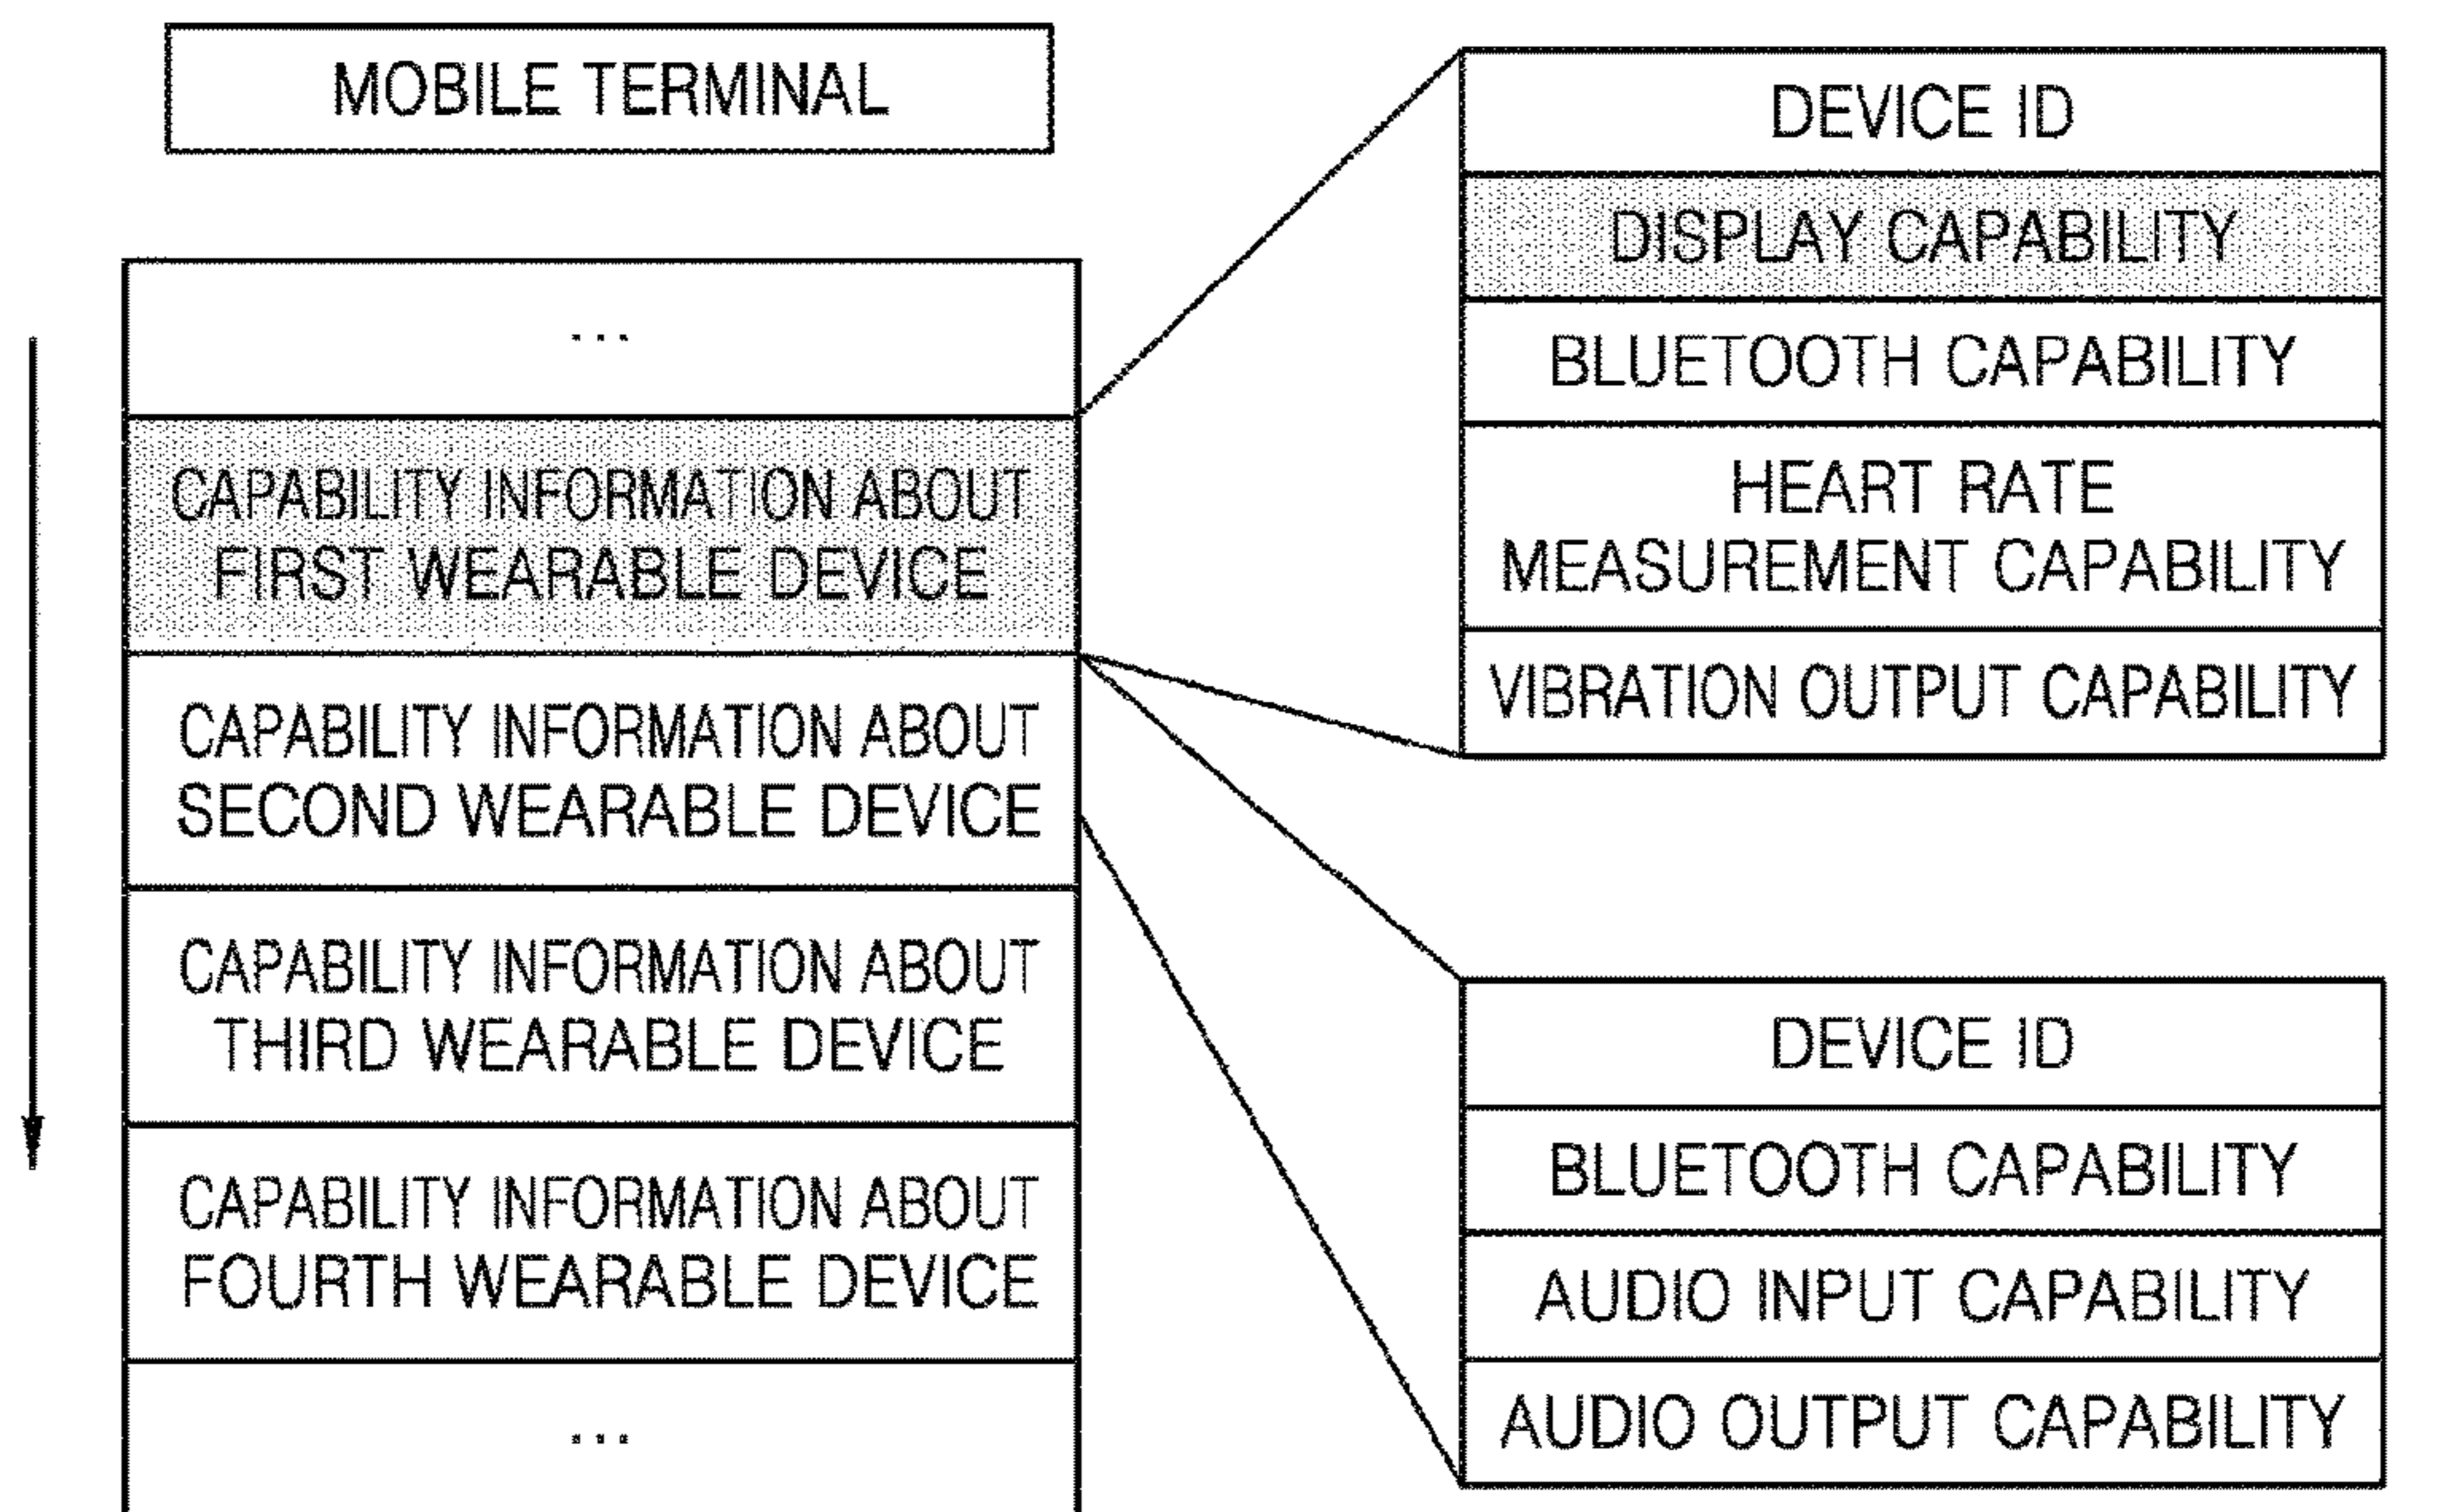 MOBILE TERMINAL
...
CAPABILITY INFORMATION ABOUT
FIRST WEARABLE DEVICE
CAPABILITY INFORMATION ABOUT
SECOND WEARABLE DEVICE
CAPABILITY INFORMATION ABOUT
THIRD WEARABLE DEVICE
CAPABILITY INFORMATION ABOUT
FOURTH WEARABLE DEVICE
...
DEVICE ID
DISPLAY CAPABILITY
BLUETOOTH CAPABILITY
HEART RATE
MEASUREMENT CAPABILITY
VIBRATION OUTPUT CAPABILITY
DEVICE ID
BLUETOOTH CAPABILITY
AUDIO INPUT CAPABILITY
AUDIO OUTPUT CAPABILITY